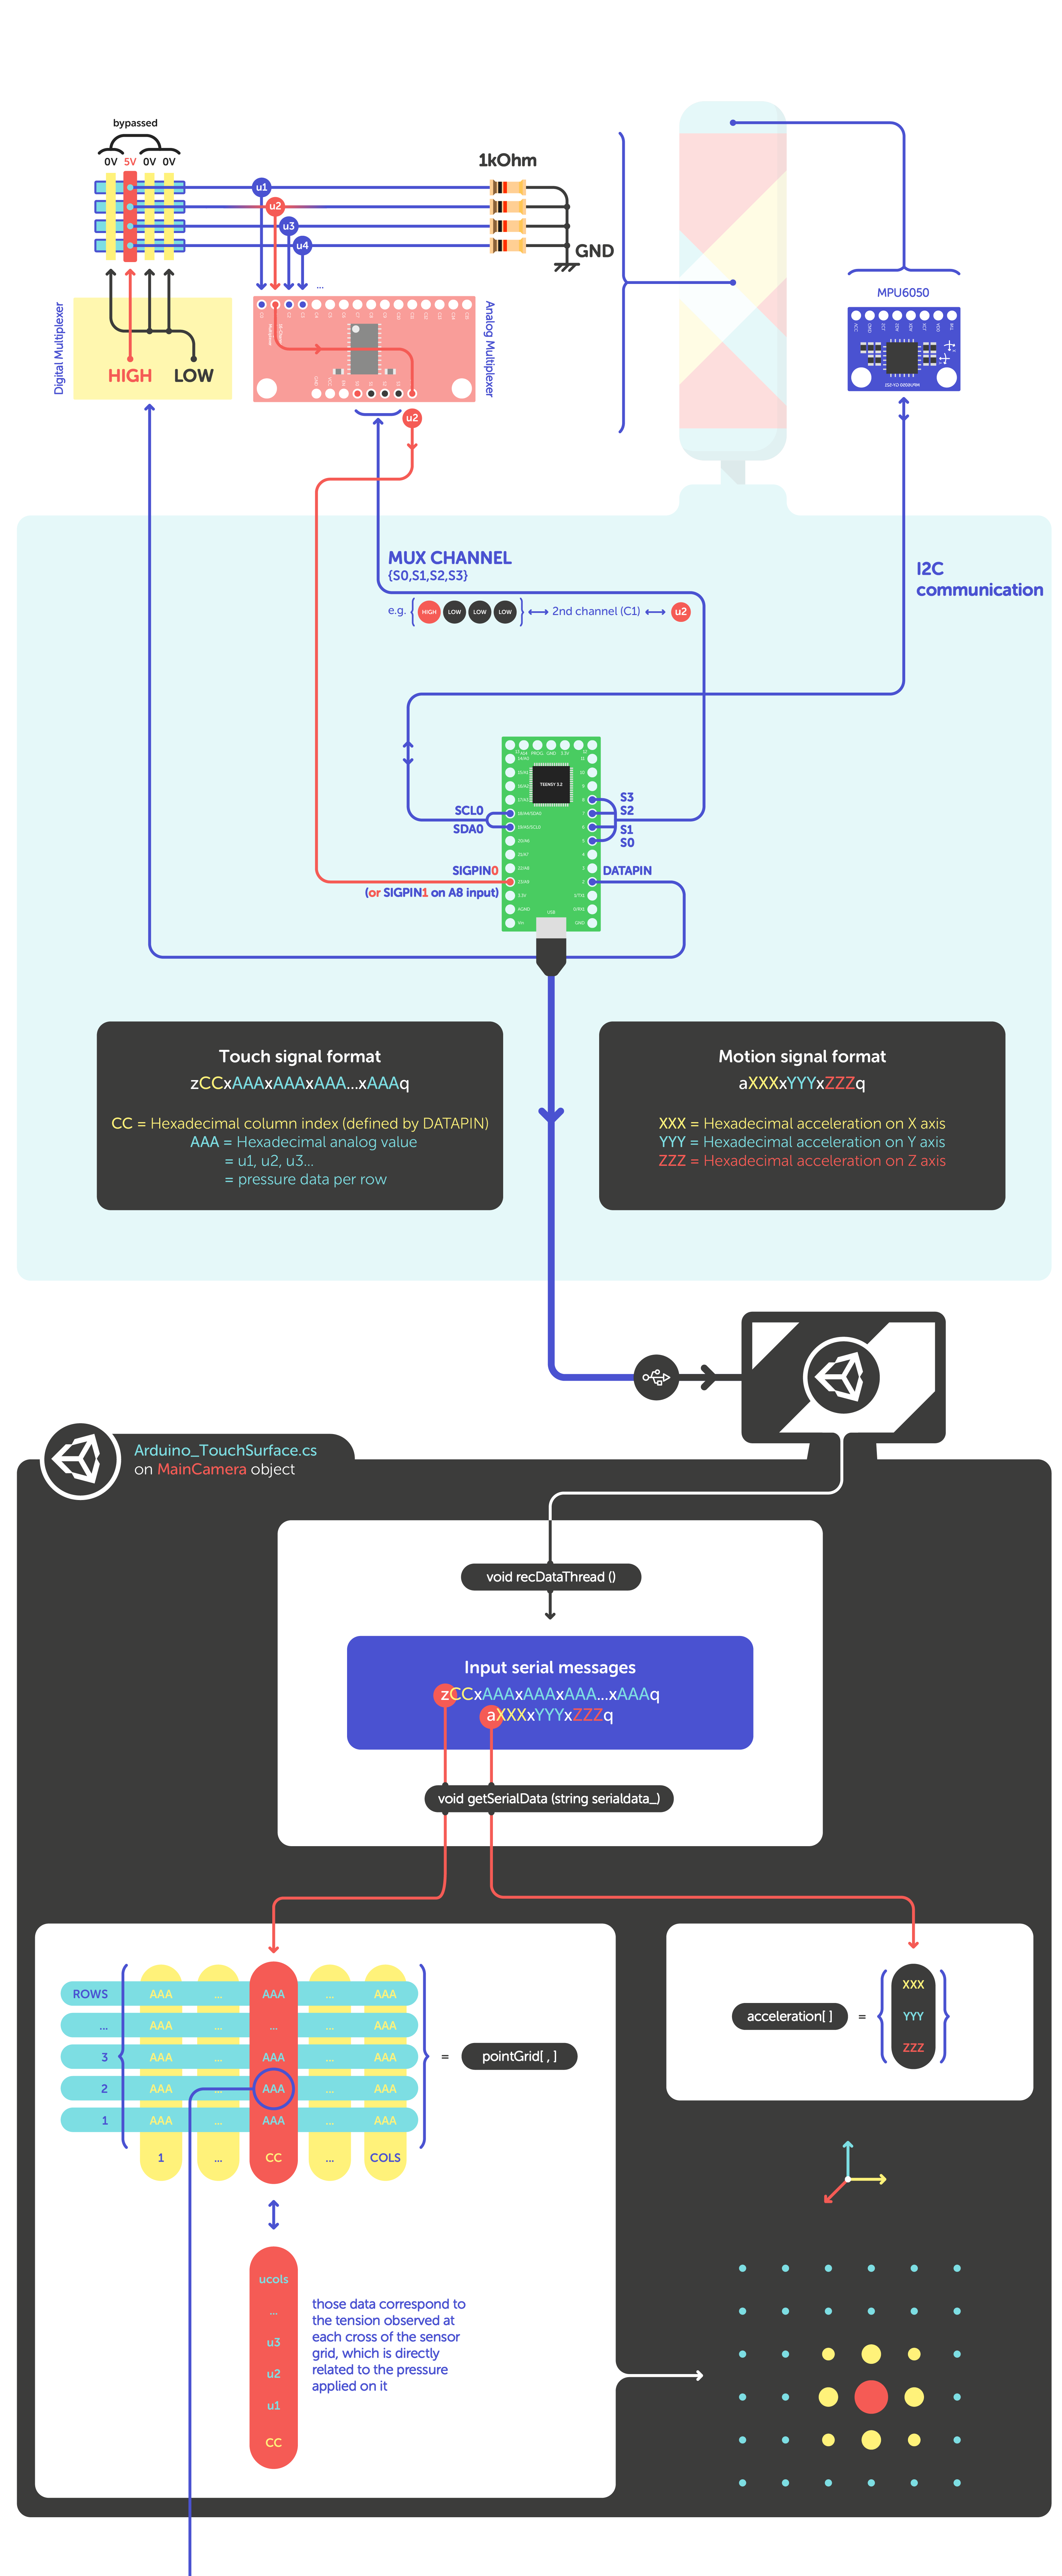 bypassed
0V 5V 0V 0V
1kOhm
u1
u2
u3
u4
GND
...
Digital Multiplexer
HIGH LOW
Analog Multiplexer
u2
MPU6050
MUX CHANNEL
{S0,S1,S2,S3}
e.g. { HIGH LOW LOW LOW } 2nd channel (C1) u2
I2C
communication
TEENSY 3.2
SCL0
SDA0
S3
S2
S1
S0
SIGPIN0
(or SIGPIN1 on A8 input)
DATAPIN
USB
Touch signal format
zCCxAAAxAAAxAAA...xAAAq
CC = Hexadecimal column index (defined by DATAPIN)
AAA = Hexadecimal analog value
= u1, u2, u3...
= pressure data per row
Motion signal format
aXXXxYYYxZZZq
XXX = Hexadecimal acceleration on X axis
YYY = Hexadecimal acceleration on Y axis
ZZZ = Hexadecimal acceleration on Z axis
Arduino_TouchSurface.cs
on MainCamera object
void recDataThread ()
Input serial messages
zCCxAAAxAAAxAAA...xAAAq
aXXXxYYYxZZZq
void getSerialData (string serialdata_)
ROWS AAA ... AAA ... AAA
... ... ...
3 AAA ... AAA ... AAA
2 AAA ... AAA ... AAA
1 AAA ... AAA ... AAA
1 ... CC ... COLS
= pointGrid[ , ]
acceleration[ ] =
XXX
YYY
ZZZ
ucols
...
u3
u2
u1
CC
those data correspond to
the tension observed at
each cross of the sensor
grid, which is directly
related to the pressure
applied on it